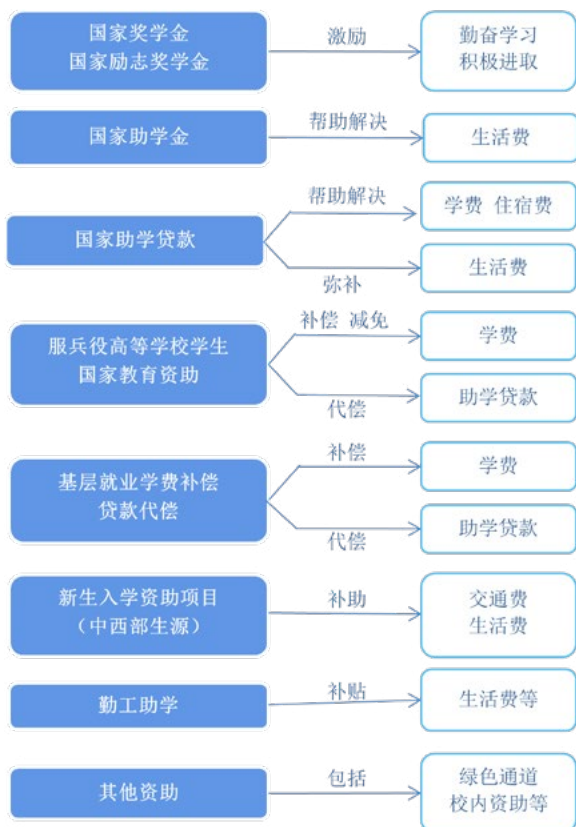 国家奖学金
国家励志奖学金
激励
勤奋学习
积极进取
国家助学金
帮助解决
生活费
国家助学贷款
帮助解决
学费 住宿费
弥补
生活费
服兵役高等学校学生
国家教育资助
补偿 减免
学费
代偿
助学贷款
基层就业学费补偿
贷款代偿
补偿
学费
代偿
助学贷款
新生入学资助项目
（中西部生源）
补助
交通费
生活费
勤工助学
补贴
生活费等
其他资助
包括
绿色通道
校内资助等